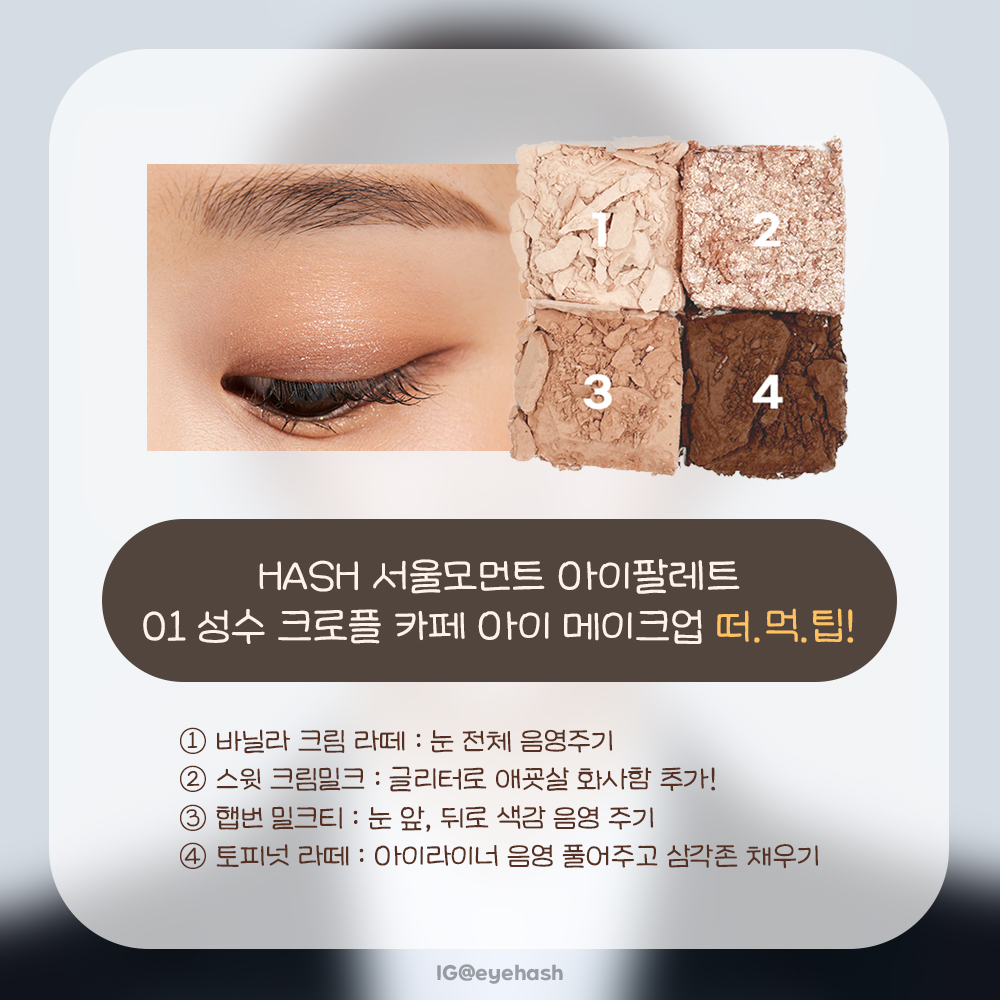 1
2
3
4
HASH 서울모먼트 아이팔레트
01 성수 크로플 카페 아이 메이크업 떠.먹.팁!
① 바닐라 크림 라떼 : 눈 전체 음영주기
② 스윗 크림밀크 : 글리터로 애굣살 화사함 추가!
③ 햅번 밀크티 : 눈 앞, 뒤로 색감 음영 주기
④ 토피넛 라떼 : 아이라이너 음영 풀어주고 삼각존 채우기
IG@eyehash